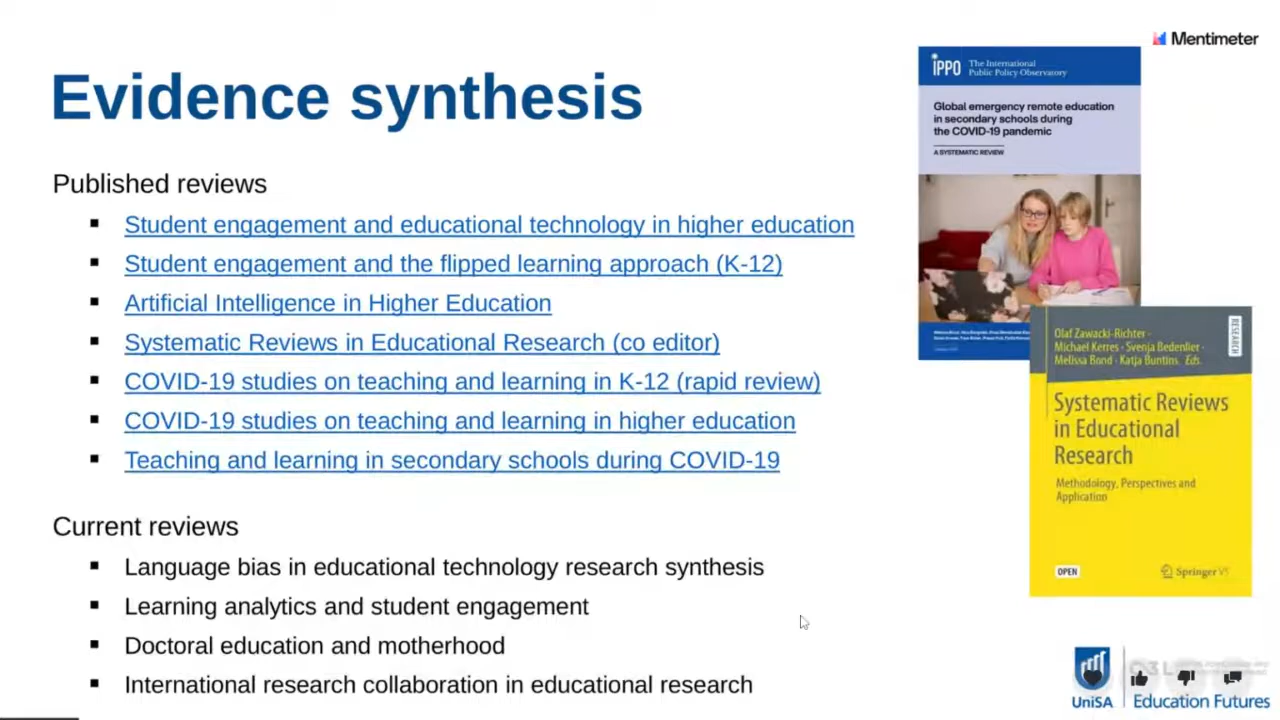 Mentimeter
Evidence synthesis
Published reviews
Student engagement and educational technology in higher education
Student engagement and the flipped learning approach (K-12)
Artificial Intelligence in Higher Education
Systematic Reviews in Educational Research (co editor)
COVID-19 studies on teaching and learning in K-12 (rapid review)
COVID-19 studies on teaching and learning in higher education
Teaching and learning in secondary schools during COVID-19
Current reviews
Language bias in educational technology research synthesis
Learning analytics and student engagement
Doctoral education and motherhood
International research collaboration in educational research
IPPO
The International
Public Policy Observatory
Global emergency remote education
in secondary schools during
the COVID-19 pandemic
A SYSTEMATIC REVIEW
Olaf Zawacki-Richter ·
Michael Kerres · Svenja Bedenlier ·
Melissa Bond · Katja Buntins Eds.
RESEARCH
Systematic Reviews
in Educational
Research
Methodology, Perspectives and
Application
OPEN
Springer VS
UniSA
Education Futures